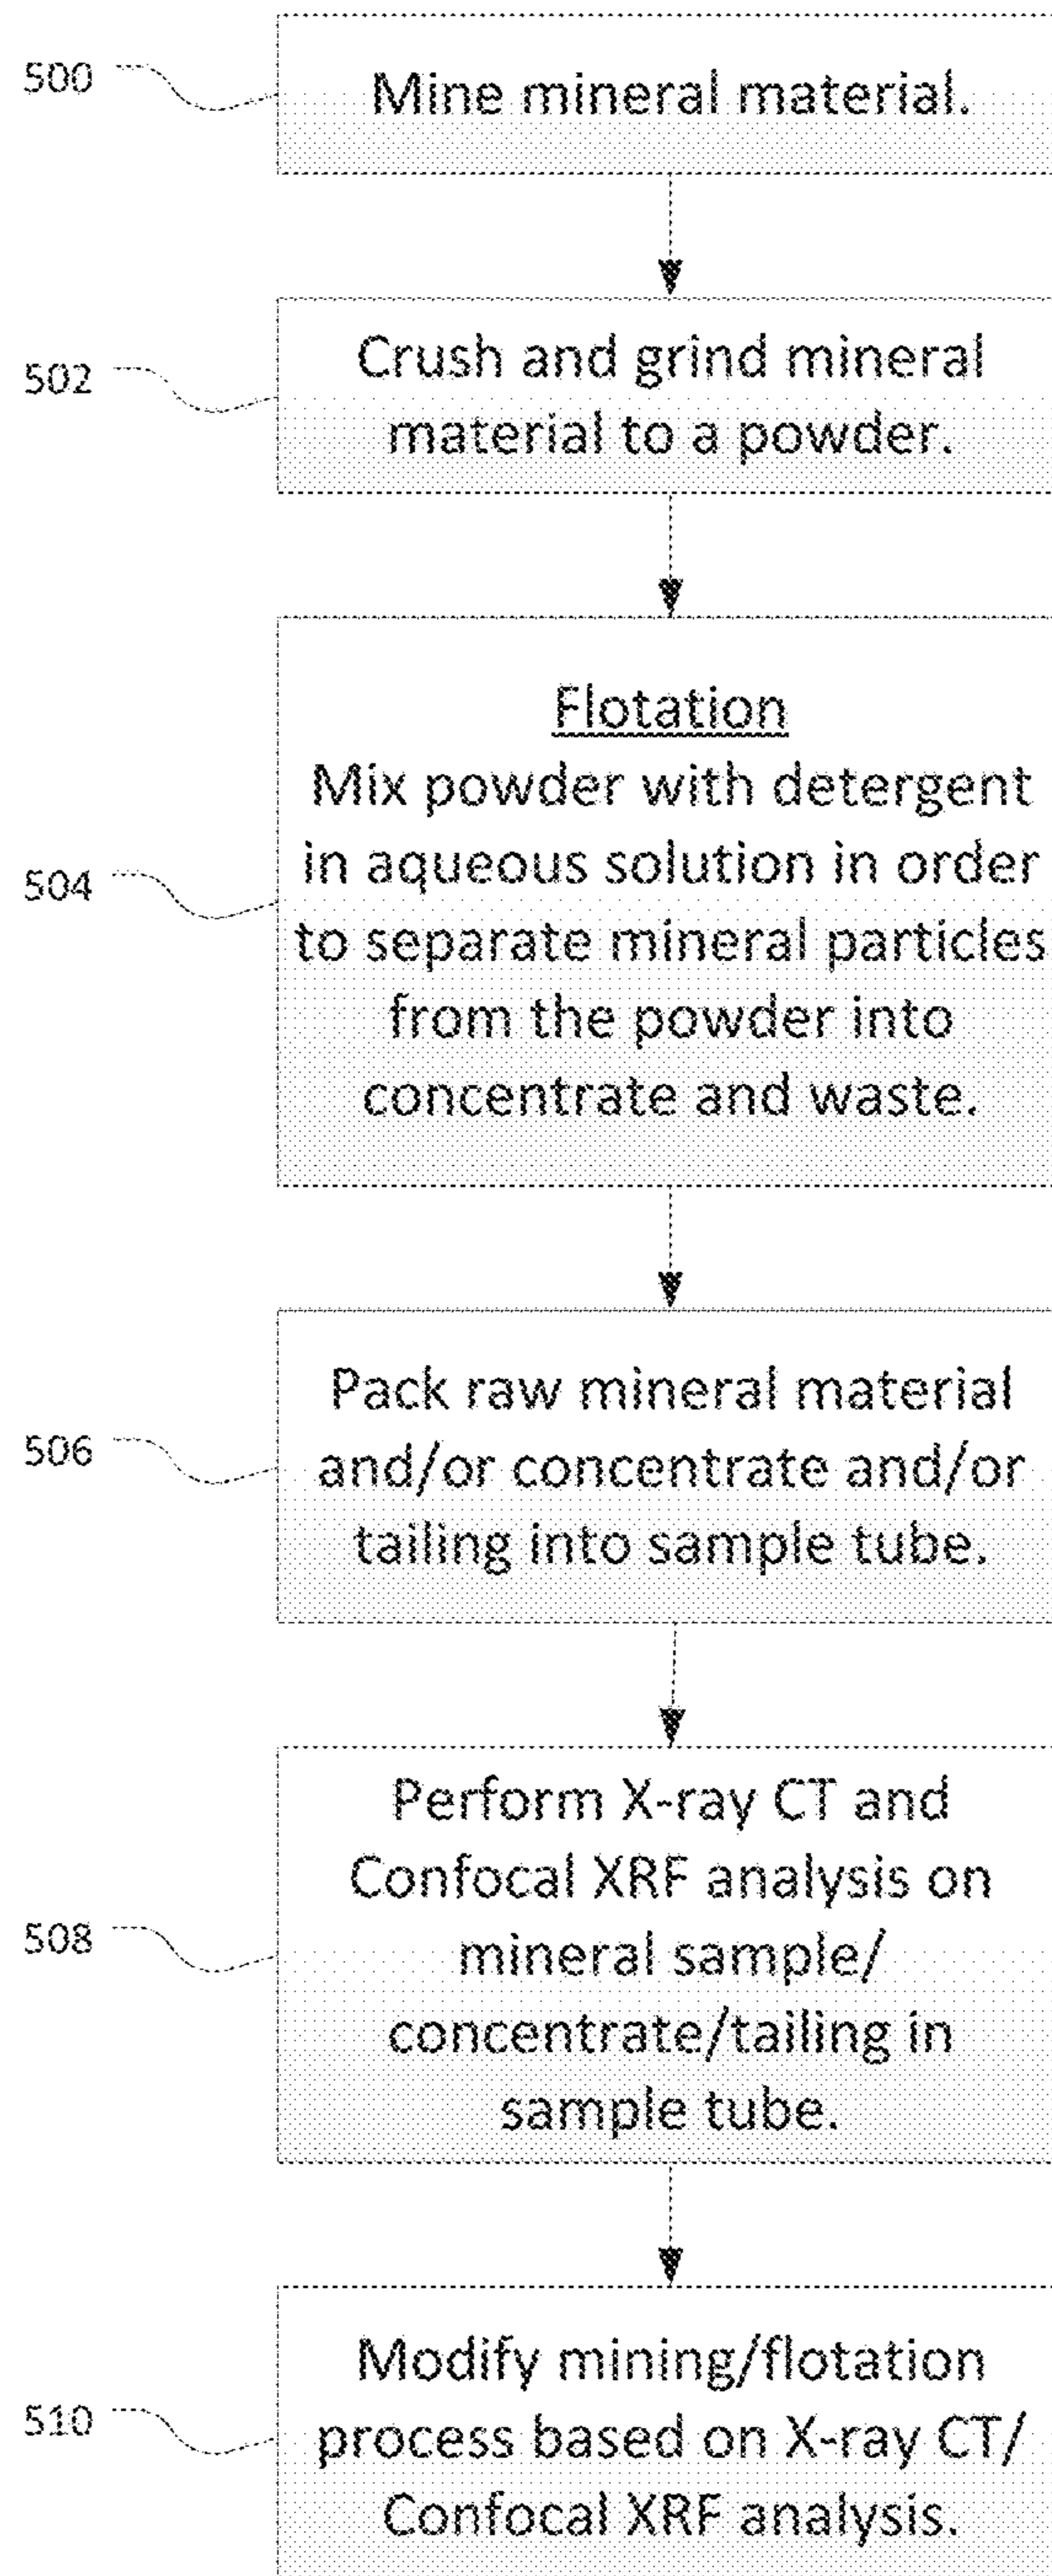 500
Mine mineral material.
502
Crush and grind mineral
material to a powder.
504
Flotation
Mix powder with detergent
in aqueous solution in order
to separate mineral particles
from the powder into
concentrate and waste.
506
Pack raw mineral material
and/or concentrate and/or
tailing into sample tube.
508
Perform X-ray CT and
Confocal XRF analysis on
mineral sample/
concentrate/tailing in
sample tube.
510
Modify mining/flotation
process based on X-ray CT/
Confocal XRF analysis.